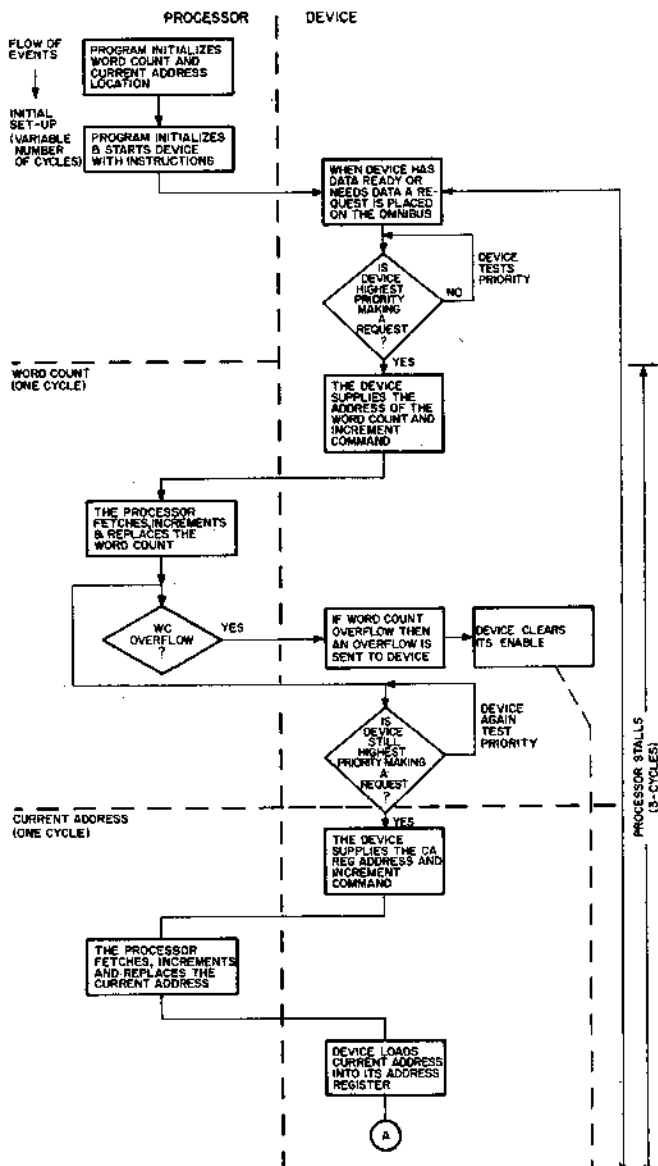 PROCESSOR
DEVICE
FLOW OF
EVENTS
INITIAL
SET-UP
(VARIABLE
NUMBER
OF CYCLES)
PROGRAM INITIALIZES
WORD COUNT AND
CURRENT ADDRESS
LOCATION
PROGRAM INITIALIZES
& STARTS DEVICE
WITH INSTRUCTIONS
WHEN DEVICE HAS
DATA READY OR
NEEDS DATA A RE-
QUEST IS PLACED
ON THE OMNIBUS
DEVICE
TESTS
PRIORITY
IS
DEVICE
HIGHEST
PRIORITY
MAKING
A
REQUEST
?
NO
YES
WORD COUNT
(ONE CYCLE)
THE DEVICE
SUPPLIES THE
ADDRESS OF THE
WORD COUNT AND
INCREMENT
COMMAND
THE PROCESSOR
FETCHES, INCREMENTS
& REPLACES THE
WORD COUNT
WC
OVERFLOW
?
YES
IF WORD COUNT
OVERFLOW THEN
AN OVERFLOW IS
SENT TO DEVICE
DEVICE CLEARS
ITS ENABLE
DEVICE
AGAIN
TEST
PRIORITY
IS
DEVICE
STILL
HIGHEST
PRIORITY MAKING
A
REQUEST
?
YES
PROCESSOR STALLS
(3-CYCLES)
CURRENT ADDRESS
(ONE CYCLE)
THE DEVICE
SUPPLIES THE CA
REG ADDRESS AND
INCREMENT
COMMAND
THE PROCESSOR
FETCHES, INCREMENTS
AND REPLACES THE
CURRENT ADDRESS
DEVICE LOADS
CURRENT ADDRESS
INTO ITS ADDRESS
REGISTER
A